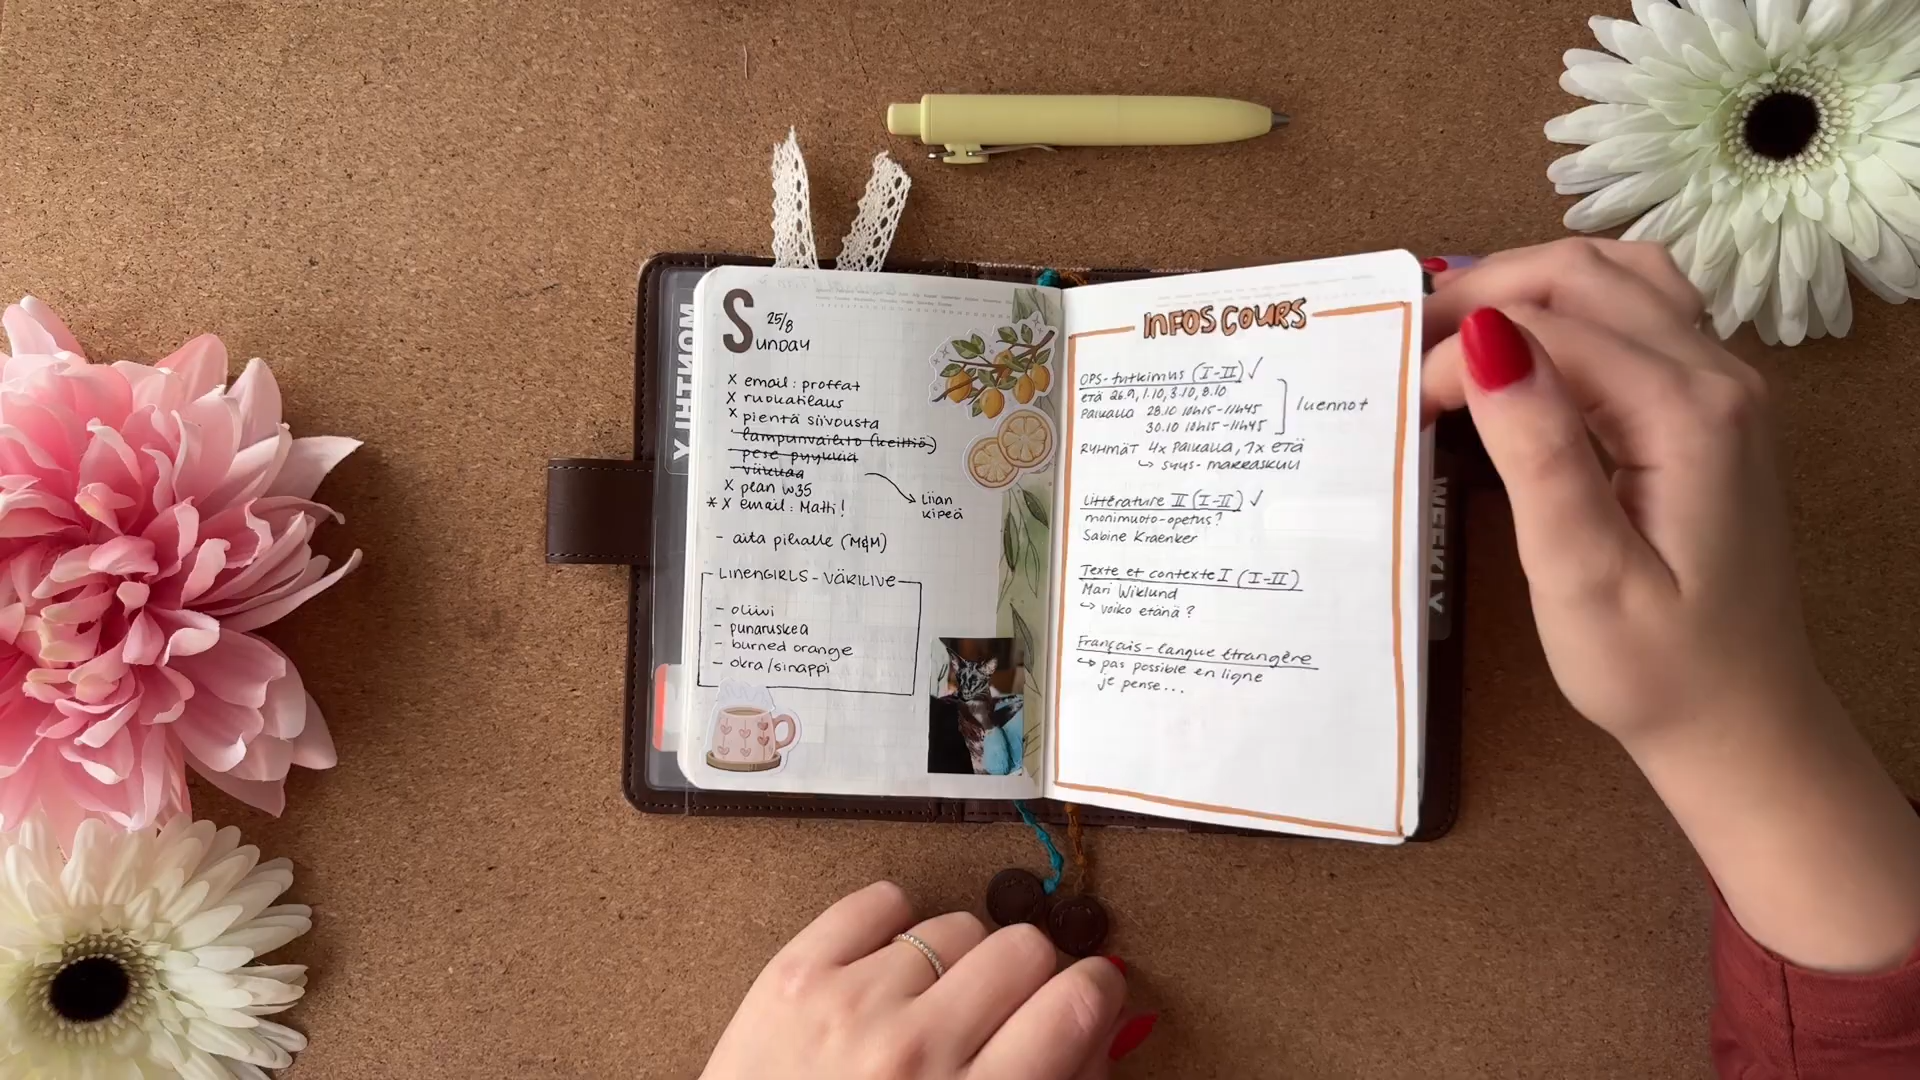 MONTHLY
S
25/8
UNDAY
X email: proffat
X ruokatilaus
X pientä siivousta
lampunvaihto (keittiö)
pese pyykkiä
viikkaa
X plan w35
* X email: Matti!
Liian
kipeä
- aita pihalle (M&M)
LINENGIRLS - VÄRILIVE
- oliivi
- punaruskea
- burned orange
- okra/sinappi
INFOS COURS
OPS-tutkimus (I-II) ✓
ETÄ 26.9, 1.10, 3.10, 8.10
PAIKALLA 28.10 10h15-11h45
30.10 10h15-11h45
luennot
RYHMÄT 4x PAIKALLA, 1x ETÄ
↳ syys-marraskuu
Littérature II (I-II) ✓
monimuoto-opetus?
Sabine Kraenker
Texte et contexte I (I-II)
Mari Wiklund
↳ voiko etänä?
Français-langue étrangère
↳ pas possible en ligne
je pense...
WEEKLY